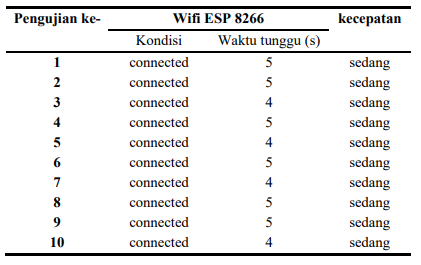 Pengujian ke- Wifi ESP 8266 kecepatan
Kondisi Waktu tunggu (s)
1 connected 5 sedang
2 connected 5 sedang
3 connected 4 sedang
4 connected 5 sedang
5 connected 4 sedang
6 connected 5 sedang
7 connected 4 sedang
8 connected 5 sedang
9 connected 5 sedang
10 connected 4 sedang